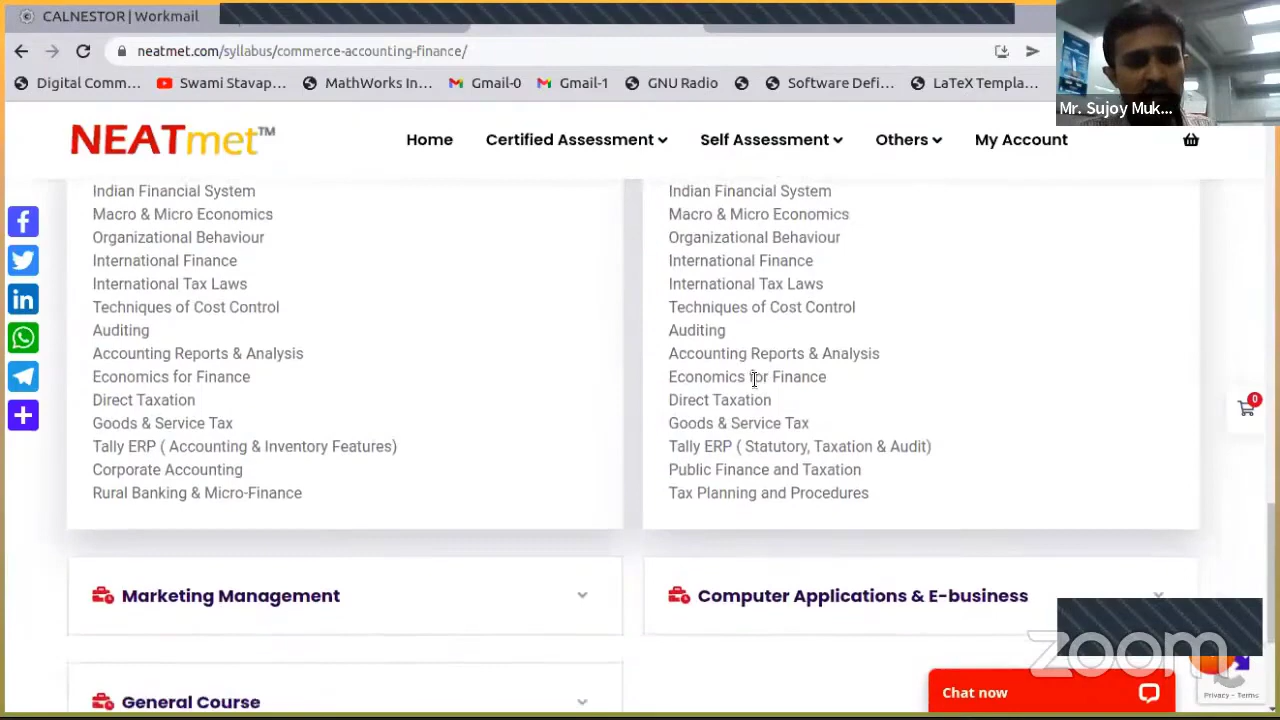 CALNESTOR | Workmail
neatmet.com/syllabus/commerce-accounting-finance/
Digital Comm... Swami Stavap... MathWorks In... Gmail-0 Gmail-1 GNU Radio Software Defi... LaTeX Templa...
Mr. Sujoy Muk...
NEATmet™ Home Certified Assessment Self Assessment Others My Account
Indian Financial System
Macro & Micro Economics
Organizational Behaviour
International Finance
International Tax Laws
Techniques of Cost Control
Auditing
Accounting Reports & Analysis
Economics for Finance
Direct Taxation
Goods & Service Tax
Tally ERP ( Accounting & Inventory Features)
Corporate Accounting
Rural Banking & Micro-Finance
Indian Financial System
Macro & Micro Economics
Organizational Behaviour
International Finance
International Tax Laws
Techniques of Cost Control
Auditing
Accounting Reports & Analysis
Economics for Finance
Direct Taxation
Goods & Service Tax
Tally ERP ( Statutory, Taxation & Audit)
Public Finance and Taxation
Tax Planning and Procedures
0
Marketing Management
Computer Applications & E-business
General Course
zoom
Chat now
Privacy - Terms